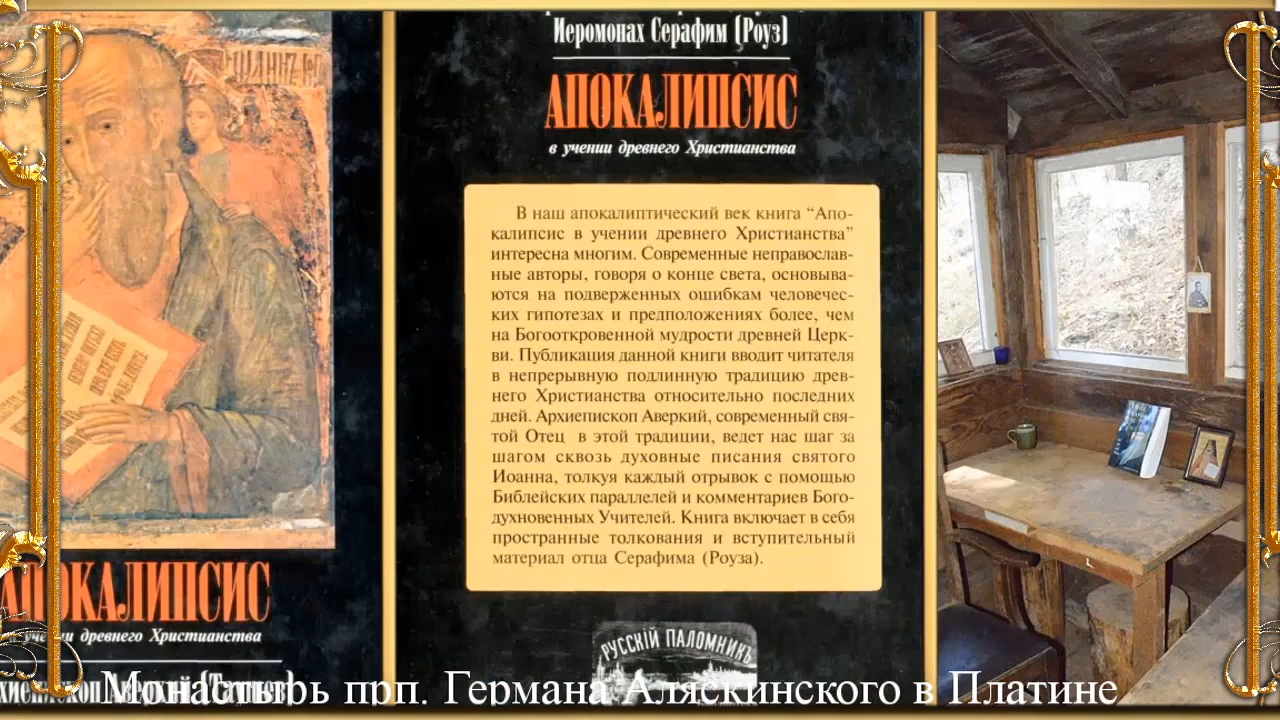 Иеромонах Серафим (Роуз)
АПОКАЛИПСИС
в учении древнего Христианства
В наш апокалиптический век книга “Апо-
калипсис в учении древнего Христианства”
интересна многим. Современные неправослав-
ные авторы, говоря о конце света, основыва-
ются на подверженных ошибкам человечес-
ких гипотезах и предположениях более, чем
на Богооткровенной мудрости древней Церк-
ви. Публикация данной книги вводит читателя
в непрерывную подлинную традицию древ-
него Христианства относительно последних
дней. Архиепископ Аверкий, современный свя-
той Отец в этой традиции, ведет нас шаг за
шагом сквозь духовные писания святого
Иоанна, толкуя каждый отрывок с помощью
Библейских параллелей и комментариев Бого-
духновенных Учителей. Книга включает в себя
пространные толкования и вступительный
материал отца Серафима (Роуза).
РУССКІЙ ПАЛОМНИКЪ
АПОКАЛИПСИС
в учении древнего Христианства
Аверкий (Таушев)
Монастырь прп. Германа Аляскинского в Платине